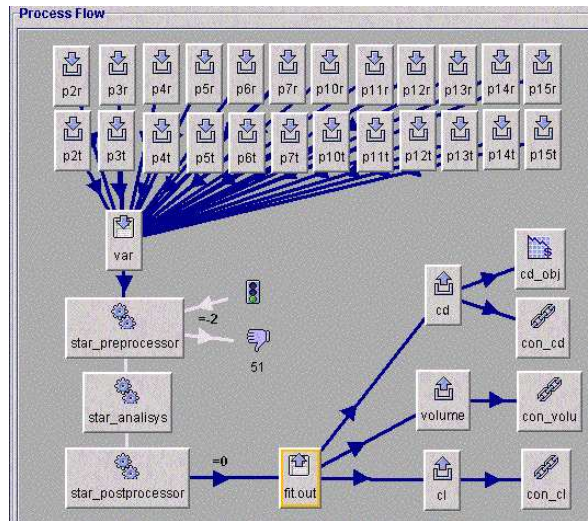 Process Flow
p2r p3r p4r p5r p6r p7r p10r p11r p12r p13r p14r p15r
p2t p3t p4t p5t p6t p7t p10t p11t p12t p13t p14t p15t
var
cd_obj
cd
=-2
star_preprocessor
con_cd
51
star_analisys
volume
con_volu
=0
star_postprocessor
fit.out
cl
con_cl